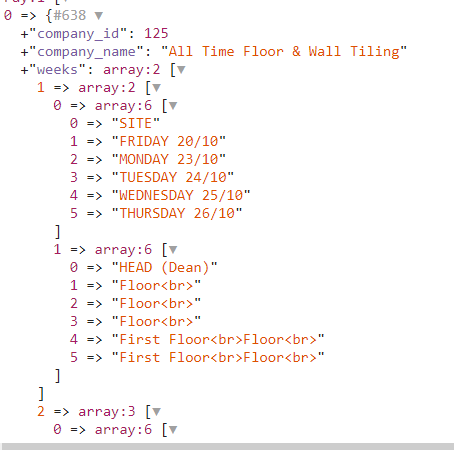 0 => {#638 ▼
+"company_id": 125
+"company_name": "All Time Floor & Wall Tiling"
+"weeks": array:2 [▼
1 => array:2 [▼
0 => array:6 [▼
0 => "SITE"
1 => "FRIDAY 20/10"
2 => "MONDAY 23/10"
3 => "TUESDAY 24/10"
4 => "WEDNESDAY 25/10"
5 => "THURSDAY 26/10"
]
1 => array:6 [▼
0 => "HEAD (Dean)"
1 => "Floor<br>"
2 => "Floor<br>"
3 => "Floor<br>"
4 => "First Floor<br>Floor<br>"
5 => "First Floor<br>Floor<br>"
]
]
2 => array:3 [▼
0 => array:6 [▼